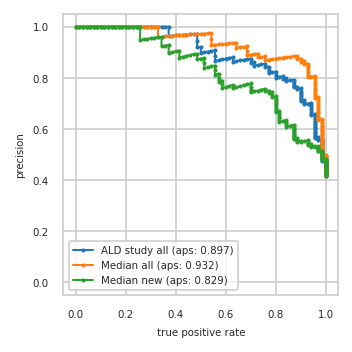 1.0
0.8
0.6
0.4
0.2
0.0
precision
ALD study all (aps: 0.897)
Median all (aps: 0.932)
Median new (aps: 0.829)
0.0 0.2 0.4 0.6 0.8 1.0
true positive rate